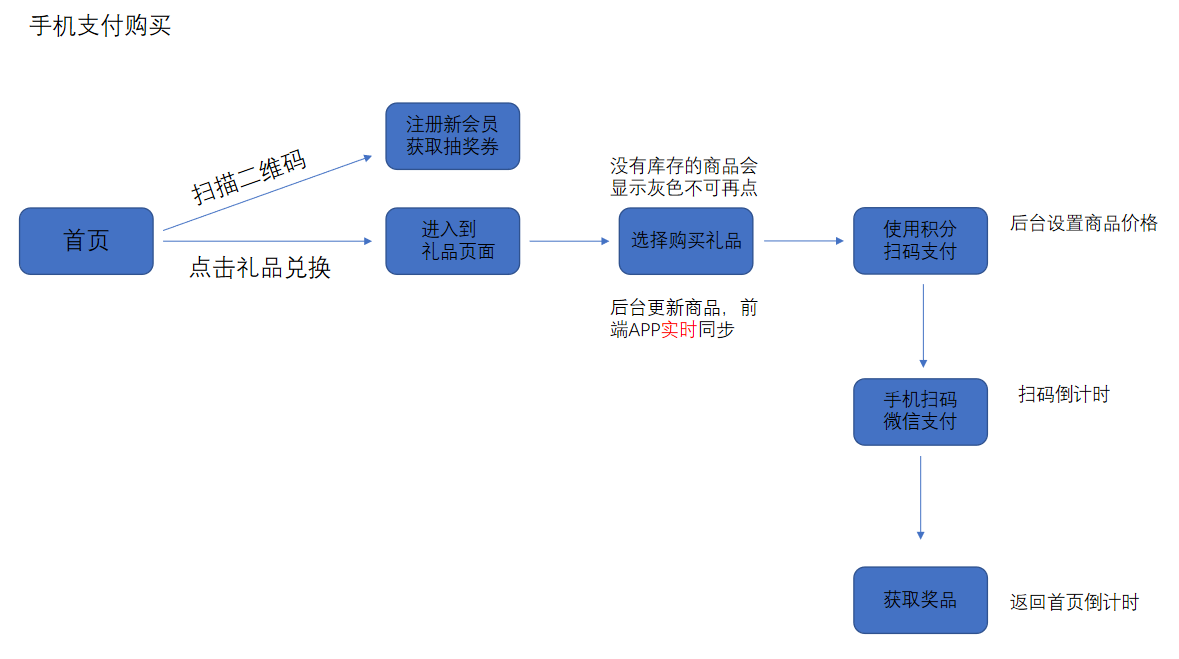 手机支付购买
注册新会员
获取抽奖券
扫描二维码
首页
点击礼品兑换
进入到
礼品页面
没有库存的商品会
显示灰色不可再点
选择购买礼品
后台更新商品，前
端APP实时同步
使用积分
扫码支付
后台设置商品价格
手机扫码
微信支付
扫码倒计时
获取奖品
返回首页倒计时